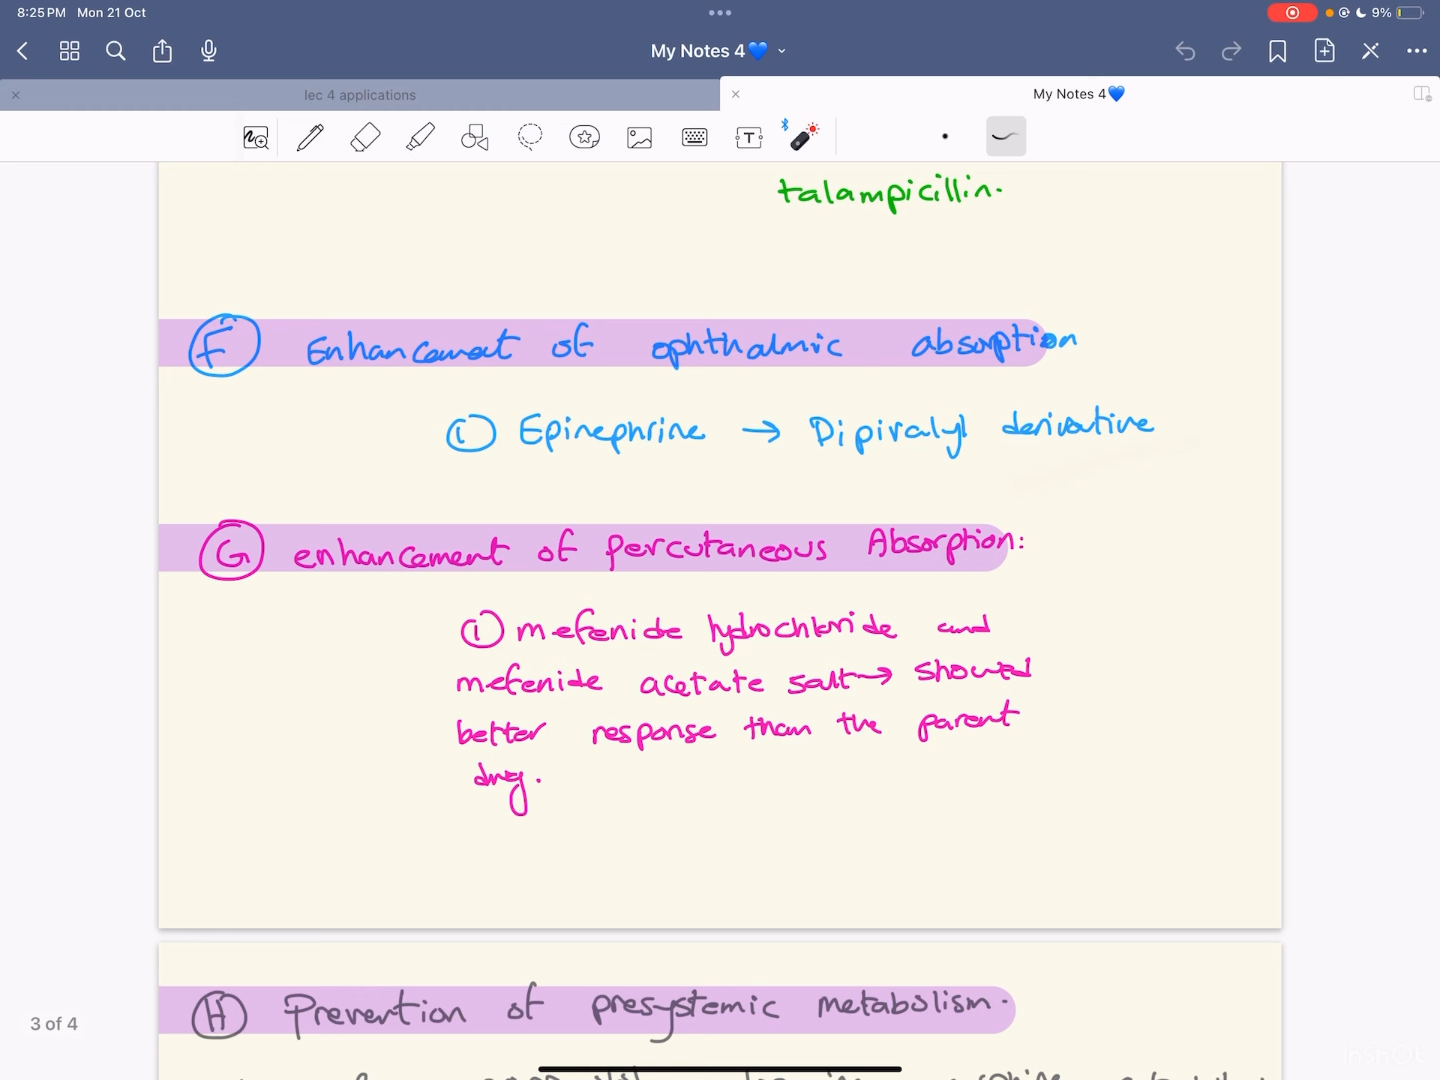 8:25 PM Mon 21 Oct
9%
My Notes 4💙
lec 4 applications
My Notes 4💙
talampicillin.
F Enhancement of ophthalmic absorption
① Epinephrine → Dipivalyl derivative
G enhancement of percutaneous Absorption:
① mefenide hydrochloride and
mefenide acetate salt → showed
better response than the parent
drug.
H Prevention of presystemic metabolism.
3 of 4
InShOt